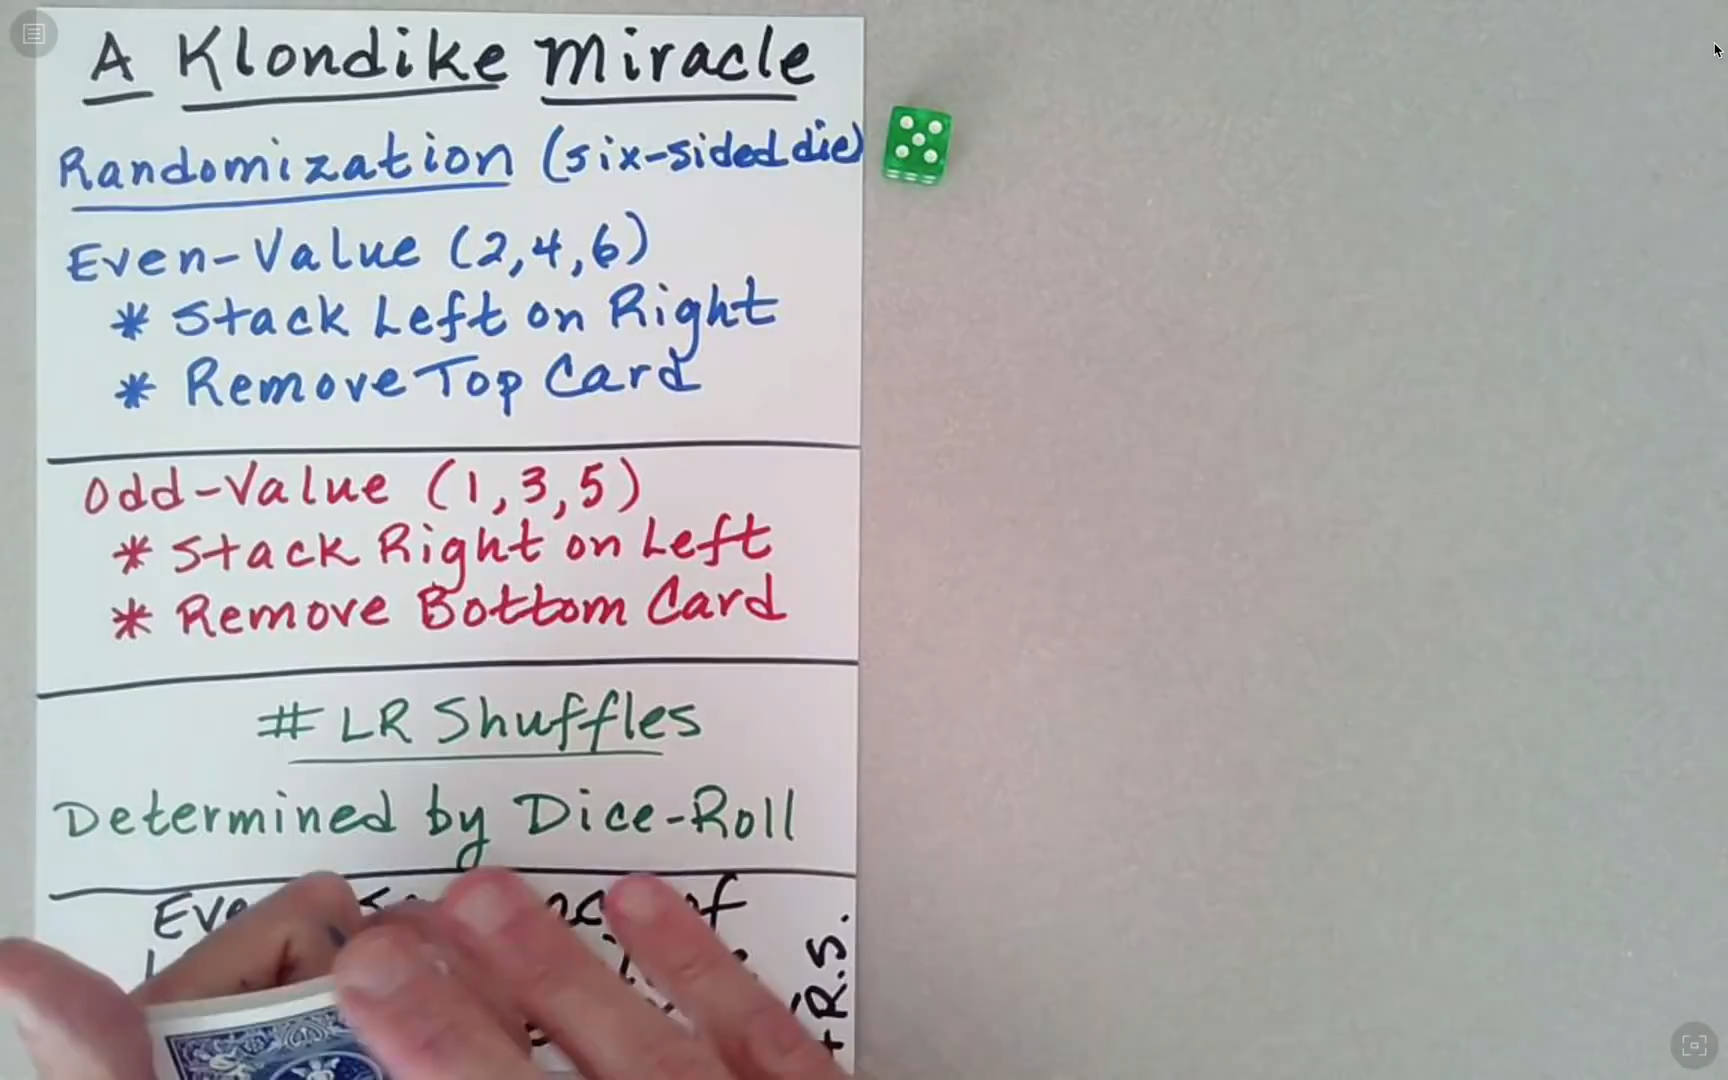 A Klondike Miracle
Randomization (six-sided die)
Even-Value (2,4,6)
* Stack Left on Right
* Remove Top Card
Odd-Value (1,3,5)
* Stack Right on Left
* Remove Bottom Card
# LR Shuffles
Determined by Dice-Roll